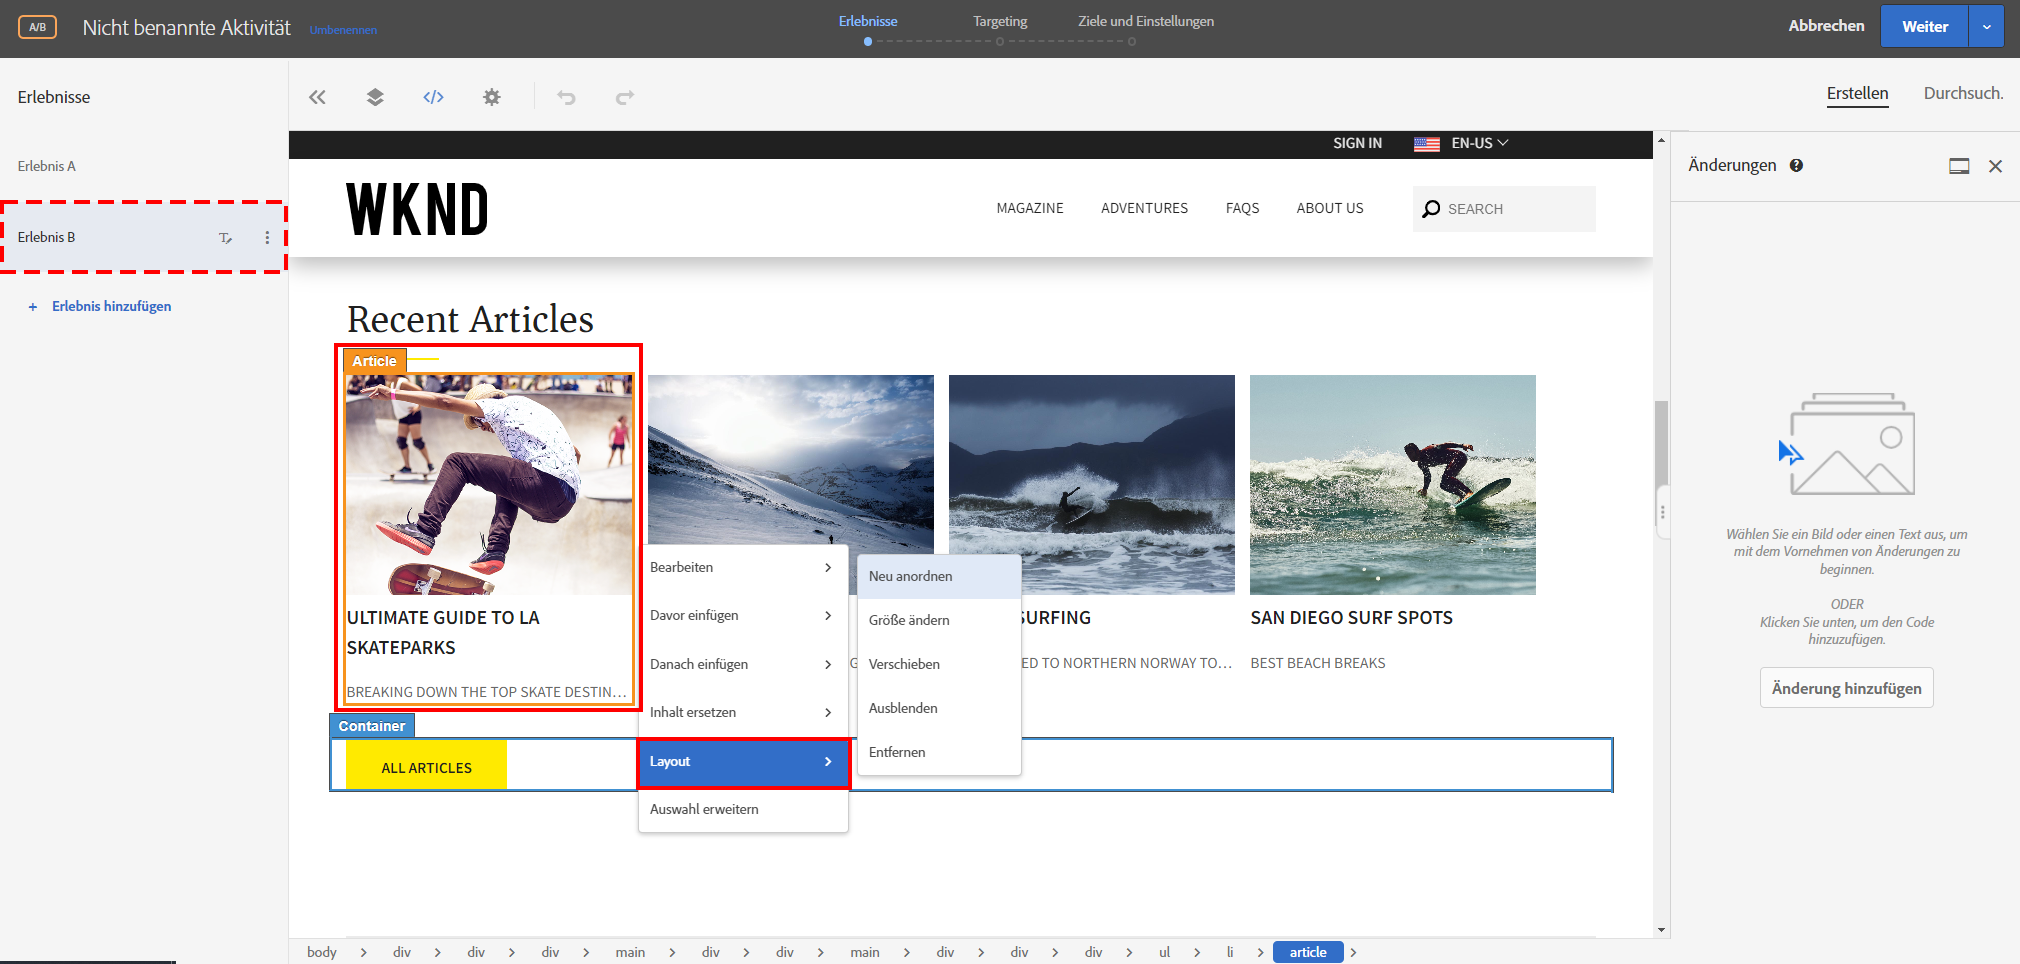 A/B
Nicht benannte Aktivität
Umbenennen
Erlebnisse
Targeting
Ziele und Einstellungen
Abbrechen
Weiter
Erlebnisse
Erstellen
Durchsuch.
Erlebnis A
Erlebnis B
+ Erlebnis hinzufügen
SIGN IN
EN-US
WKND
MAGAZINE
ADVENTURES
FAQS
ABOUT US
SEARCH
Recent Articles
Article
ULTIMATE GUIDE TO LA
SKATEPARKS
BREAKING DOWN THE TOP SKATE DESTIN…
SURFING
ED TO NORTHERN NORWAY TO…
SAN DIEGO SURF SPOTS
BEST BEACH BREAKS
Container
ALL ARTICLES
Bearbeiten
Davor einfügen
Danach einfügen
Inhalt ersetzen
Layout
Auswahl erweitern
Neu anordnen
Größe ändern
Verschieben
Ausblenden
Entfernen
Änderungen
Wählen Sie ein Bild oder einen Text aus, um
mit dem Vornehmen von Änderungen zu
beginnen.
ODER
Klicken Sie unten, um den Code
hinzuzufügen.
Änderung hinzufügen
body > div > div > div > main > div > div > main > div > div > div > ul > li > article >